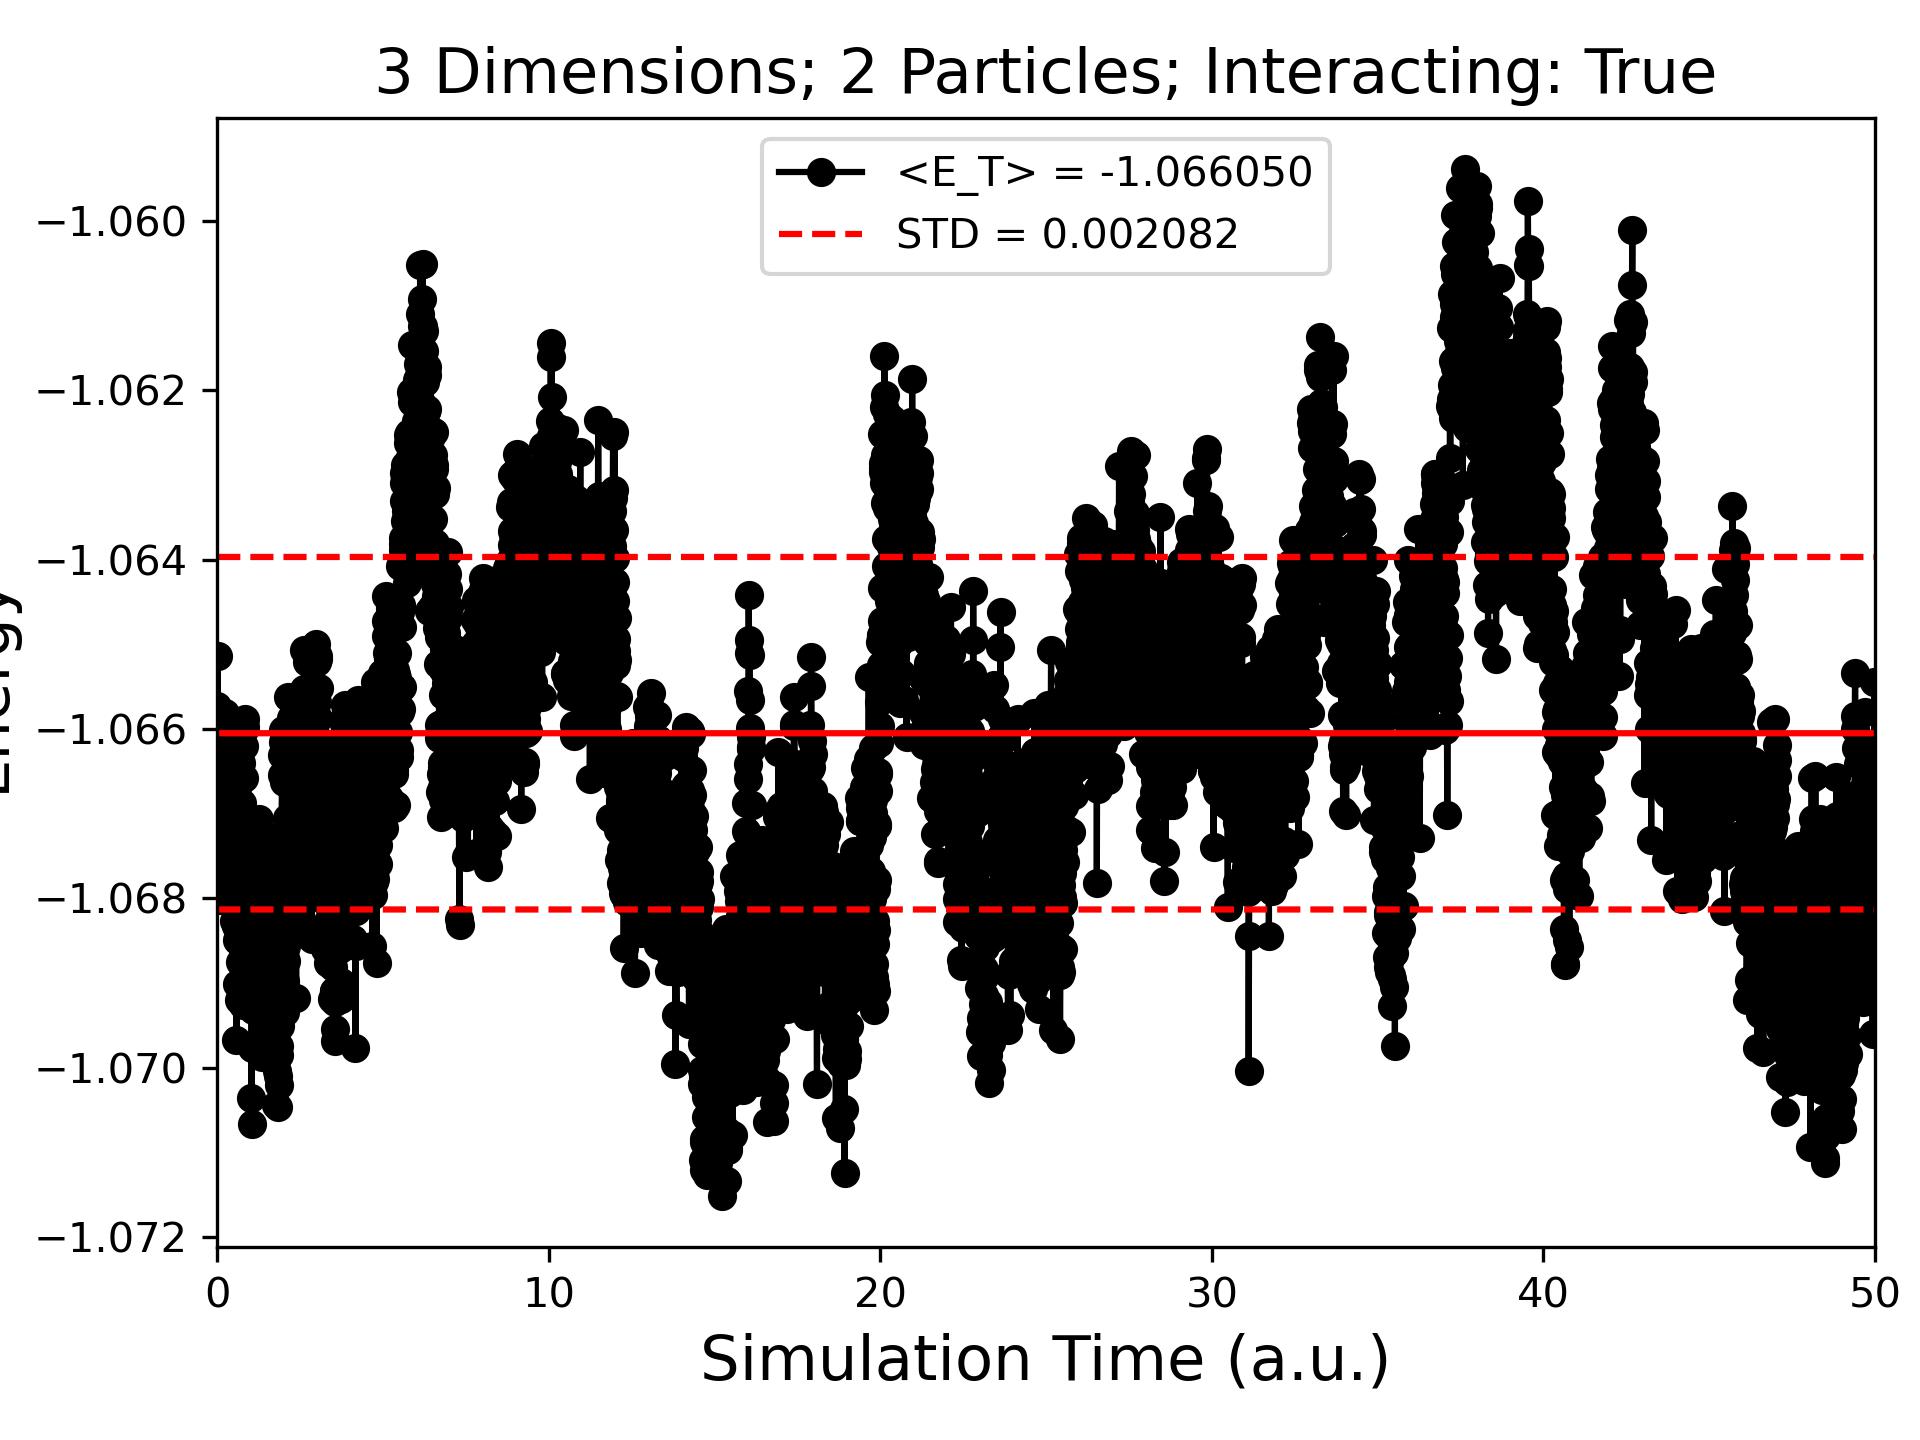 3 Dimensions; 2 Particles; Interacting: True
<E_T> = -1.066050
STD = 0.002082
Energy
−1.060
−1.062
−1.064
−1.066
−1.068
−1.070
−1.072
0 10 20 30 40 50
Simulation Time (a.u.)